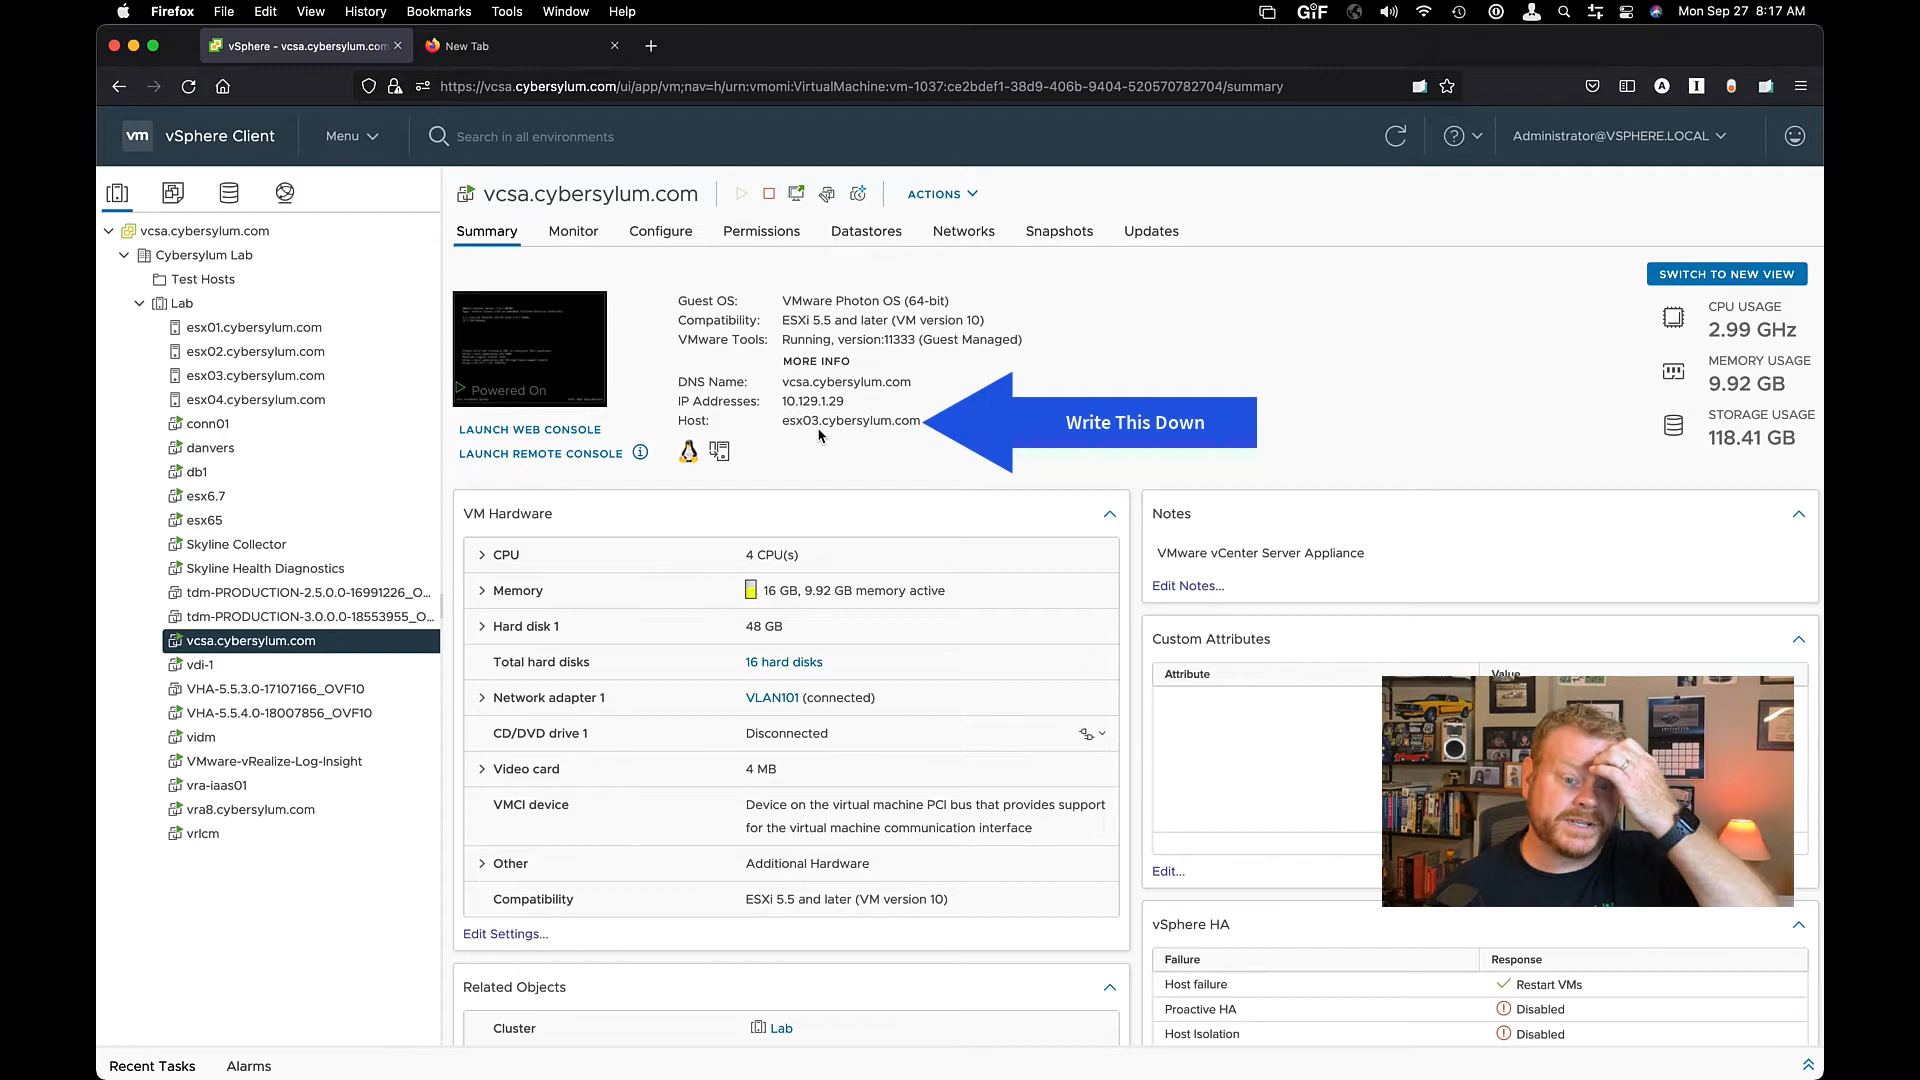 Firefox File Edit View History Bookmarks Tools Window Help
GiF
Mon Sep 27 8:17 AM
vSphere - vcsa.cybersylum.com
New Tab
https://vcsa.cybersylum.com/ui/app/vm;nav=h/urn:vmomi:VirtualMachine:vm-1037:ce2bdef1-38d9-406b-9404-520570782704/summary
vm vSphere Client
Menu
Search in all environments
Administrator@VSPHERE.LOCAL
vcsa.cybersylum.com
Cybersylum Lab
Test Hosts
Lab
esx01.cybersylum.com
esx02.cybersylum.com
esx03.cybersylum.com
esx04.cybersylum.com
conn01
danvers
db1
esx6.7
esx65
Skyline Collector
Skyline Health Diagnostics
tdm-PRODUCTION-2.5.0.0-16991226_O...
tdm-PRODUCTION-3.0.0.0-18553955_O...
vcsa.cybersylum.com
vdi-1
VHA-5.5.3.0-17107166_OVF10
VHA-5.5.4.0-18007856_OVF10
vidm
VMware-vRealize-Log-Insight
vra-iaas01
vra8.cybersylum.com
vrlcm
vcsa.cybersylum.com
ACTIONS
Summary Monitor Configure Permissions Datastores Networks Snapshots Updates
SWITCH TO NEW VIEW
Powered On
LAUNCH WEB CONSOLE
LAUNCH REMOTE CONSOLE
Guest OS: VMware Photon OS (64-bit)
Compatibility: ESXi 5.5 and later (VM version 10)
VMware Tools: Running, version:11333 (Guest Managed)
MORE INFO
DNS Name: vcsa.cybersylum.com
IP Addresses: 10.129.1.29
Host: esx03.cybersylum.com
Write This Down
CPU USAGE
2.99 GHz
MEMORY USAGE
9.92 GB
STORAGE USAGE
118.41 GB
VM Hardware
CPU 4 CPU(s)
Memory 16 GB, 9.92 GB memory active
Hard disk 1 48 GB
Total hard disks 16 hard disks
Network adapter 1 VLAN101 (connected)
CD/DVD drive 1 Disconnected
Video card 4 MB
VMCI device Device on the virtual machine PCI bus that provides support
for the virtual machine communication interface
Other Additional Hardware
Compatibility ESXi 5.5 and later (VM version 10)
Edit Settings...
Related Objects
Cluster Lab
Notes
VMware vCenter Server Appliance
Edit Notes...
Custom Attributes
Attribute Value
Edit...
vSphere HA
Failure Response
Host failure Restart VMs
Proactive HA Disabled
Host Isolation Disabled
Recent Tasks Alarms